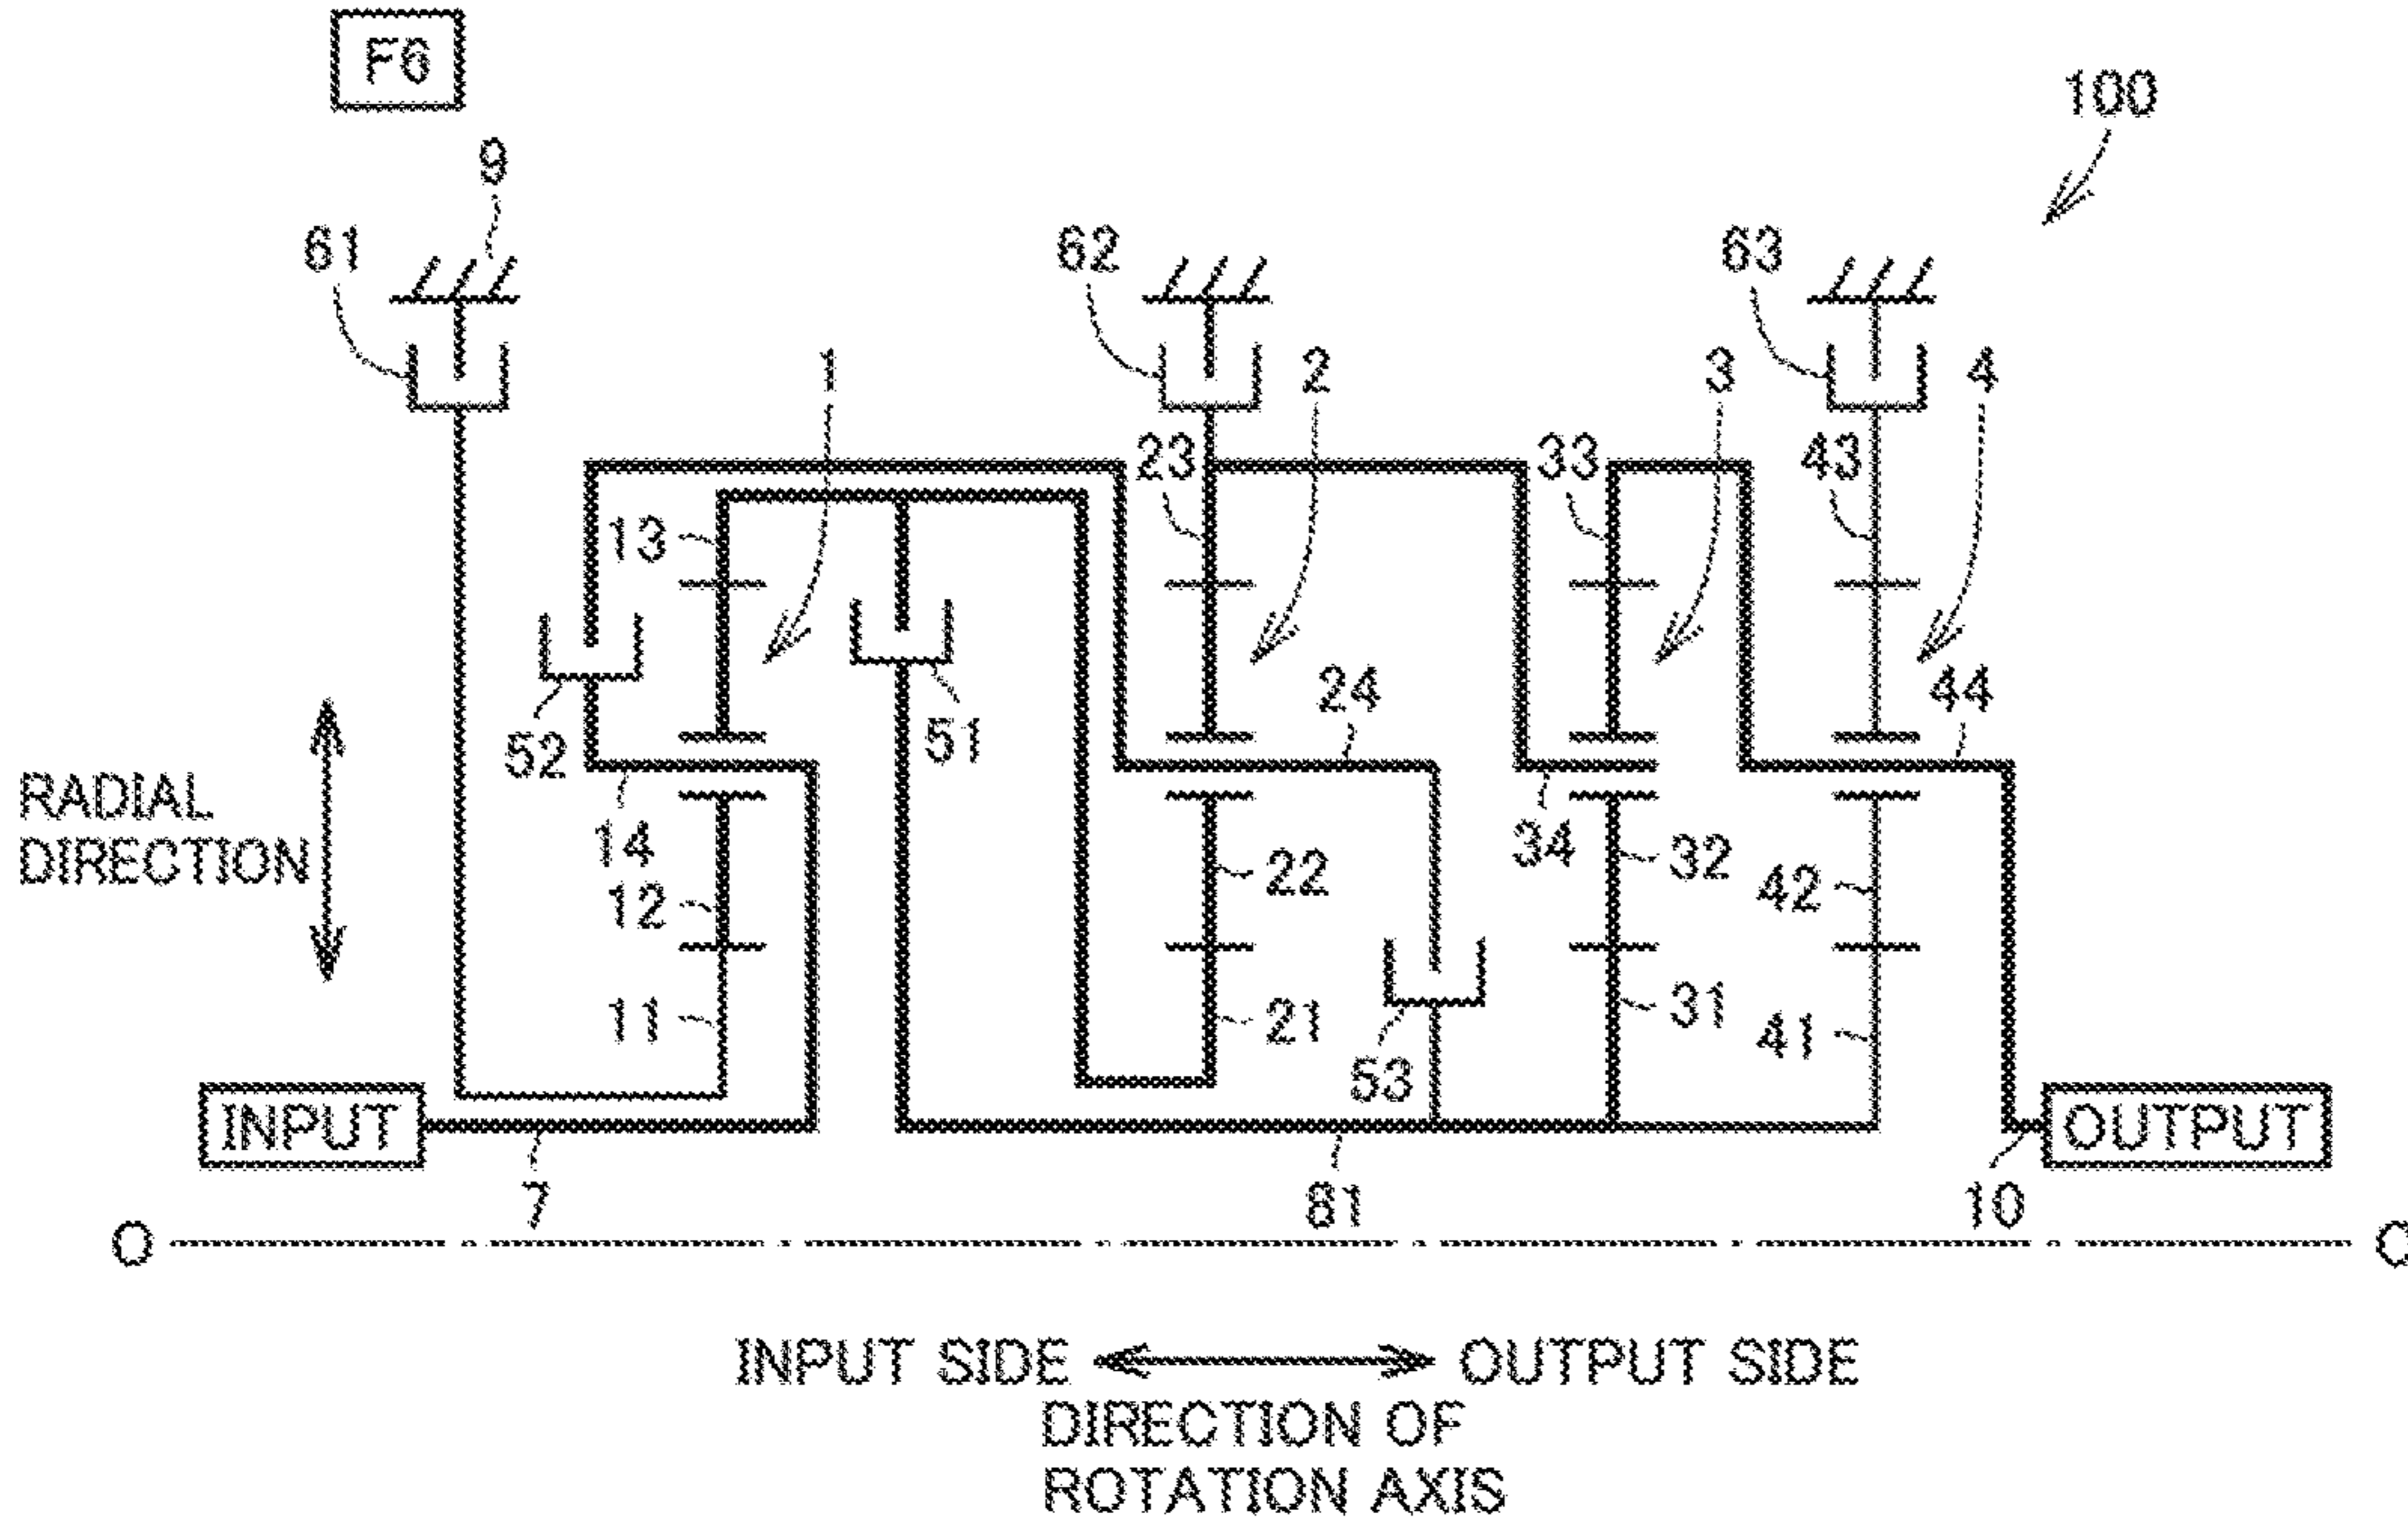 F6
100
9
61
62
63
1
2
3
4
23
33
43
13
24
44
52
51
RADIAL
DIRECTION
14
34
32
12
22
42
11
21
31
41
53
INPUT
OUTPUT
7
81
10
O
O
INPUT SIDE
OUTPUT SIDE
DIRECTION OF
ROTATION AXIS